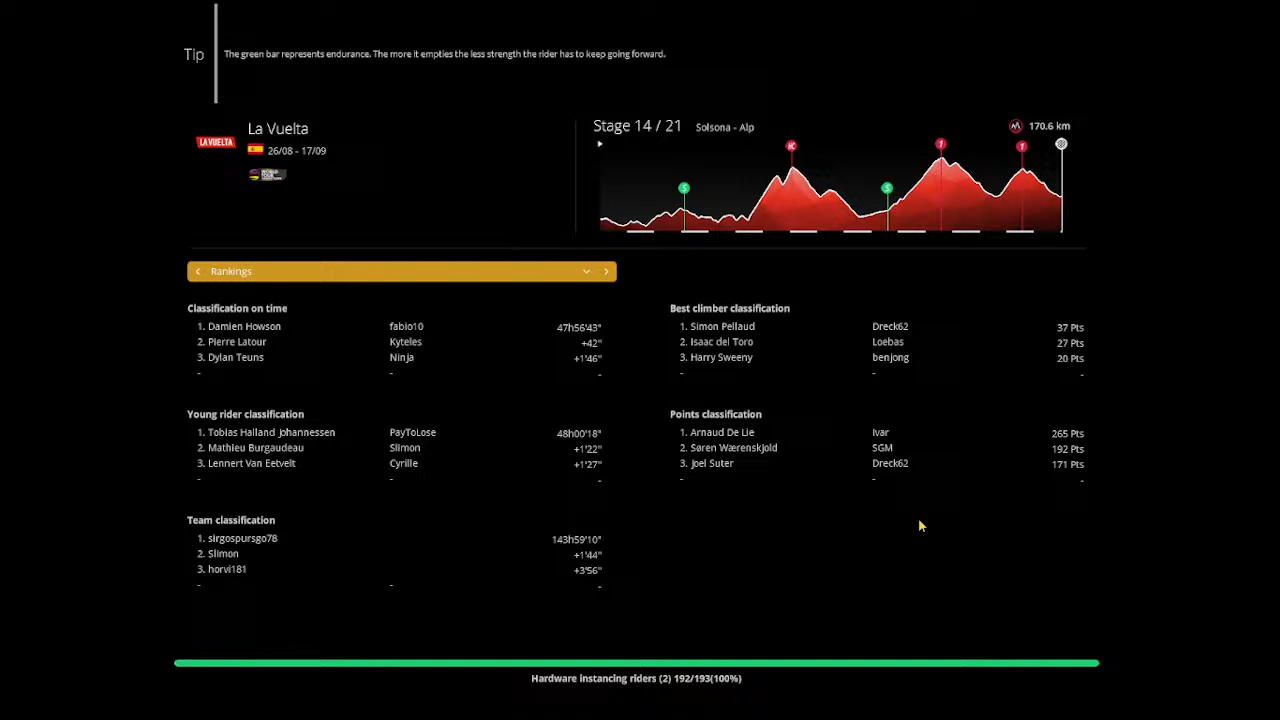 Tip
The green bar represents endurance. The more it empties the less strength the rider has to keep going forward.
LA VUELTA
La Vuelta
26/08 - 17/09
WORLD TOUR
Stage 14 / 21 Solsona - Alp
170.6 km
HC 1 1
S S
Rankings
Classification on time
1. Damien Howson fabio10 47h56'43"
2. Pierre Latour Kyteles +42"
3. Dylan Teuns Ninja +1'46"
- - -
Best climber classification
1. Simon Pellaud Dreck62 37 Pts
2. Isaac del Toro Loebas 27 Pts
3. Harry Sweeny benjong 20 Pts
- - -
Young rider classification
1. Tobias Halland Johannessen PayToLose 48h00'18"
2. Mathieu Burgaudeau Slimon +1'22"
3. Lennert Van Eetvelt Cyrille +1'27"
- - -
Points classification
1. Arnaud De Lie Ivar 265 Pts
2. Søren Wærenskjold SGM 192 Pts
3. Joel Suter Dreck62 171 Pts
- - -
Team classification
1. sirgospursgo78 143h59'10"
2. Slimon +1'44"
3. horvi181 +3'56"
- - -
Hardware instancing riders (2) 192/193(100%)